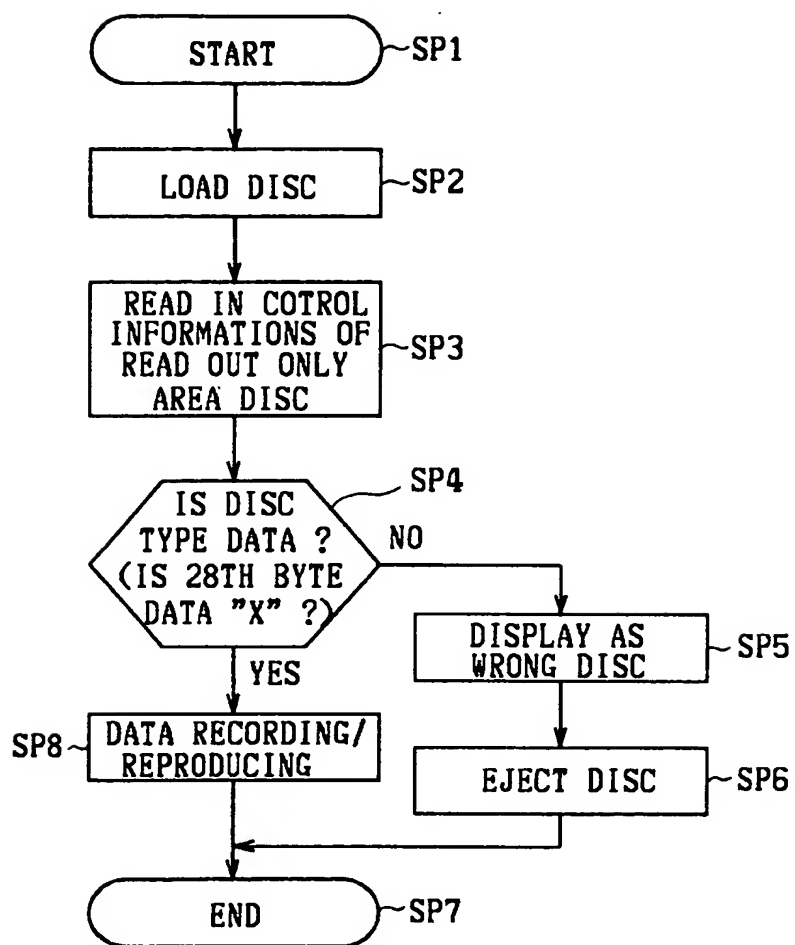 START
SP1
LOAD DISC
SP2
READ IN COTROL
INFORMATIONS OF
READ OUT ONLY
AREA DISC
SP3
IS DISC
TYPE DATA ?
(IS 28TH BYTE
DATA "X" ?)
SP4
NO
YES
DISPLAY AS
WRONG DISC
SP5
SP8
DATA RECORDING/
REPRODUCING
EJECT DISC
SP6
END
SP7